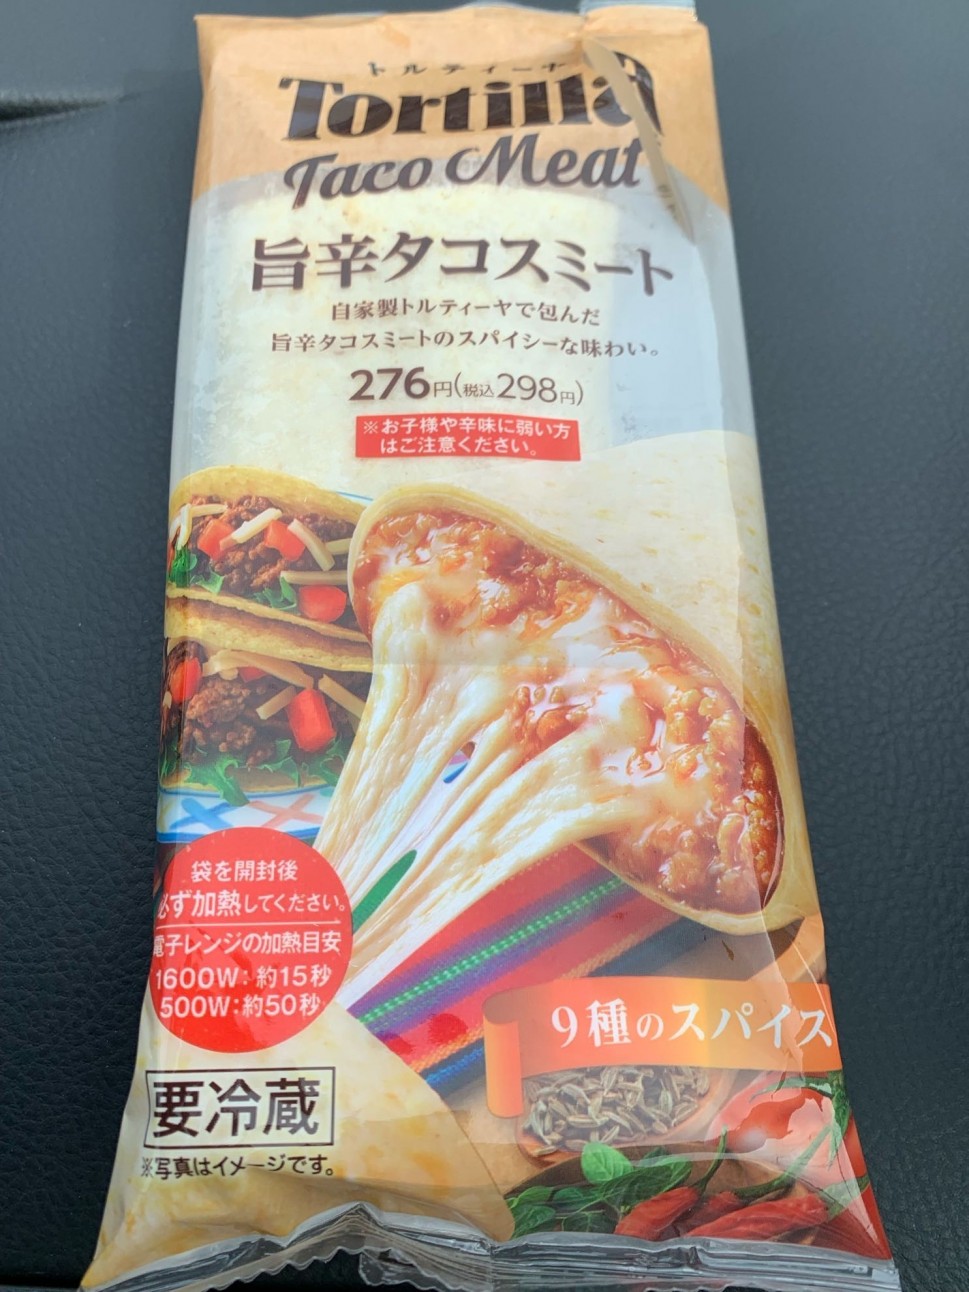 トルティーヤ
Tortilla
Taco Meat
旨辛タコスミート
自家製トルティーヤで包んだ
旨辛タコスミートのスパイシーな味わい。
276円(税込298円)
※お子様や辛味に弱い方
はご注意ください。
袋を開封後
必ず加熱してください。
電子レンジの加熱目安
1600W:約15秒
500W:約50秒
9種のスパイス
要冷蔵
※写真はイメージです。